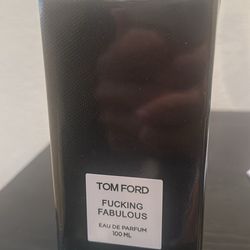 TOM FORD
FUCKING
FABULOUS
EAU DE PARFUM
100 ML